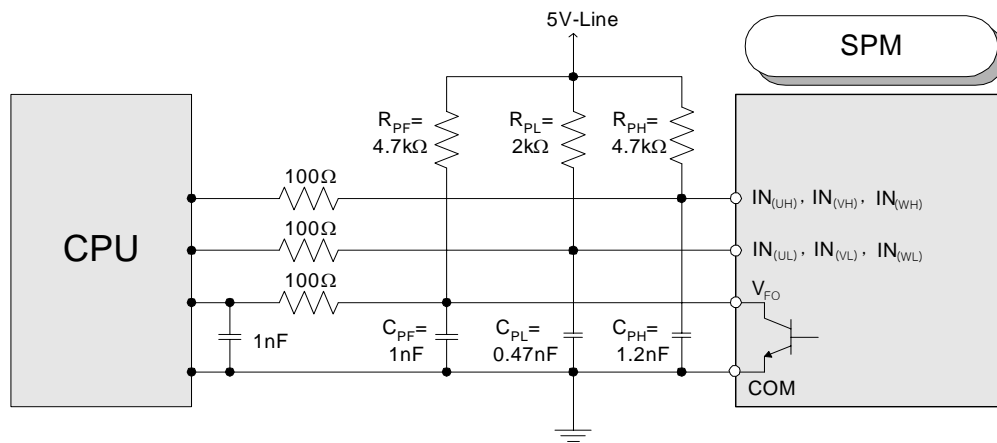 5V-Line
SPM
R_PF=
4.7kΩ
R_PL=
2kΩ
R_PH=
4.7kΩ
100Ω
IN(UH) , IN(VH) , IN(WH)
CPU
100Ω
IN(UL) , IN(VL) , IN(WL)
100Ω
V_FO
1nF
C_PF=
1nF
C_PL=
0.47nF
C_PH=
1.2nF
COM